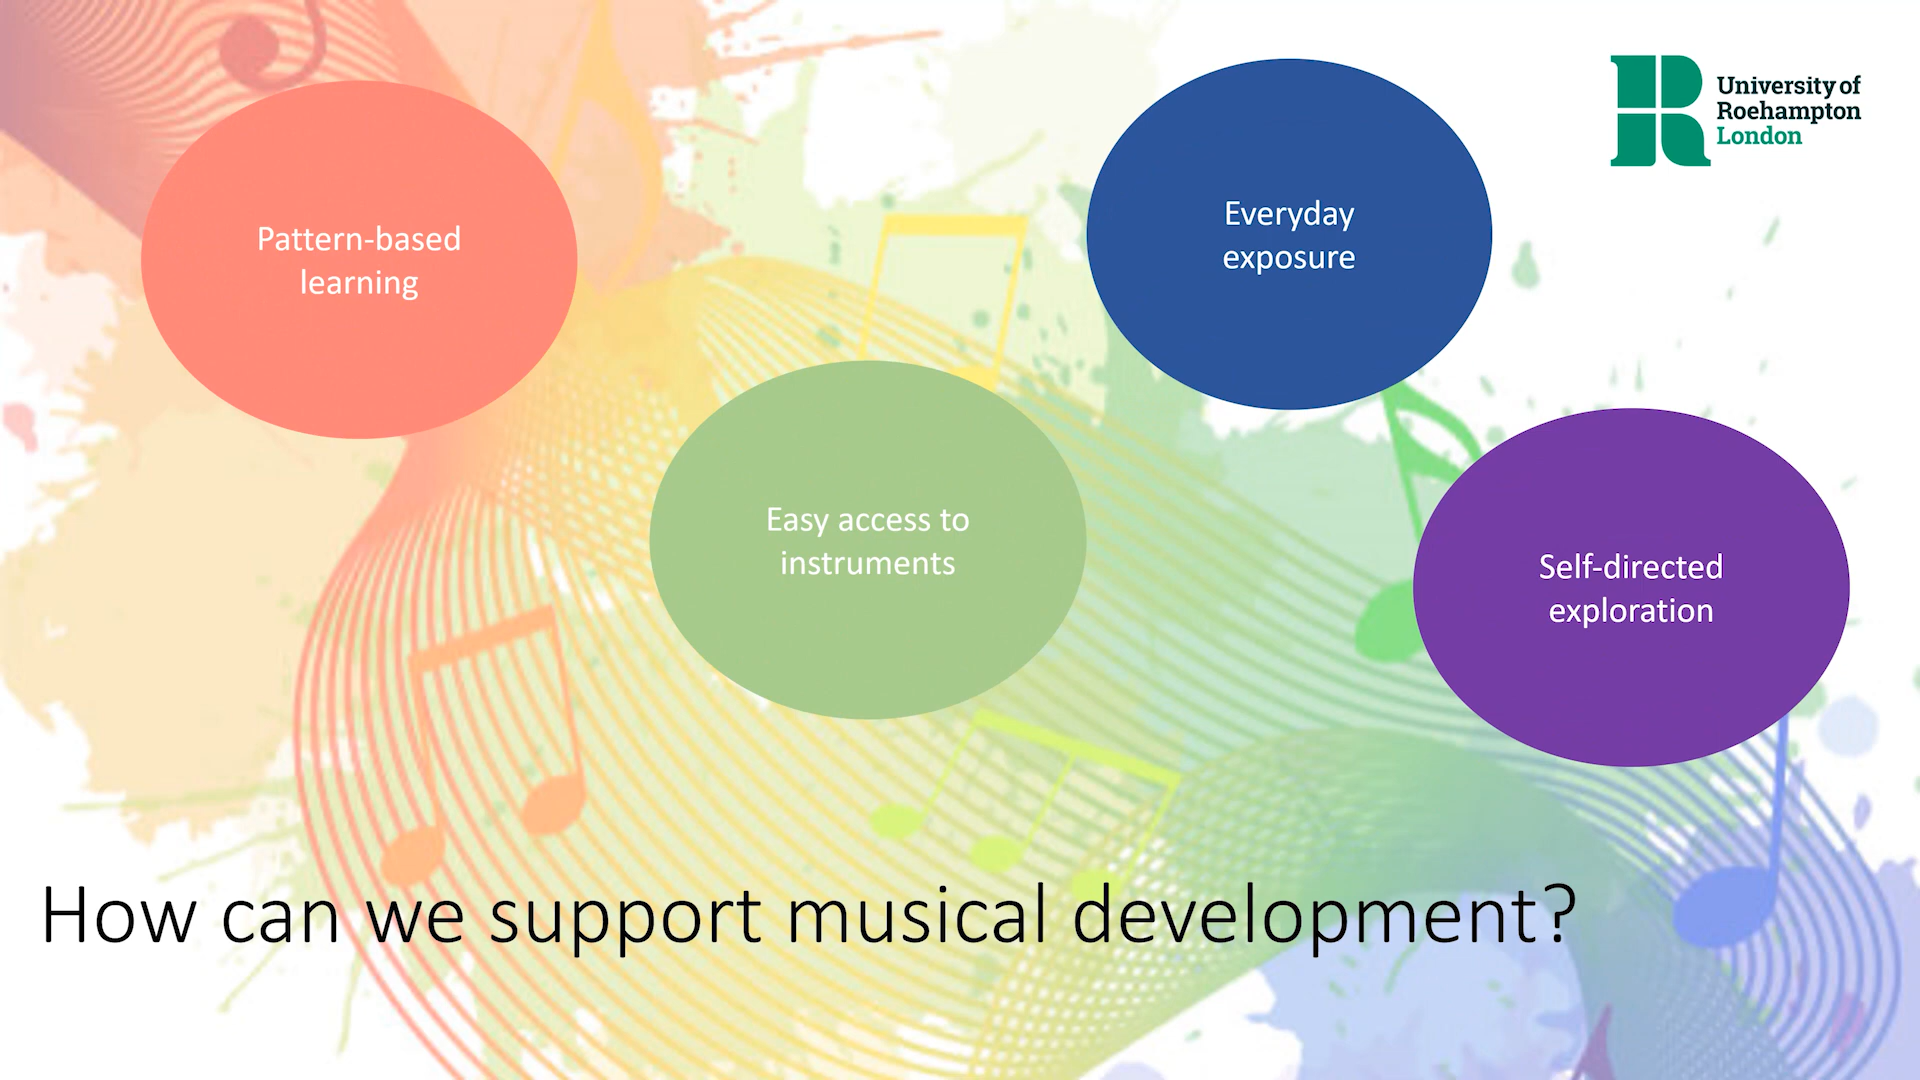 Pattern-based
learning
Everyday
exposure
University of
Roehampton
London
Easy access to
instruments
Self-directed
exploration
How can we support musical development?